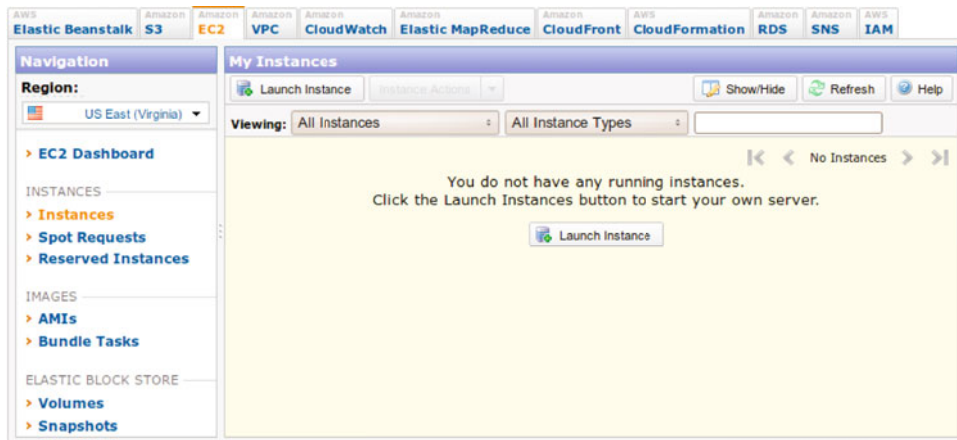 AWS Amazon Amazon Amazon Amazon Amazon Amazon AWS Amazon Amazon AWS
Elastic Beanstalk S3 EC2 VPC CloudWatch Elastic MapReduce CloudFront CloudFormation RDS SNS IAM
Navigation
Region:
US East (Virginia)
> EC2 Dashboard
INSTANCES
> Instances
> Spot Requests
> Reserved Instances
IMAGES
> AMIs
> Bundle Tasks
ELASTIC BLOCK STORE
> Volumes
> Snapshots
My Instances
Launch Instance Instance Actions Show/Hide Refresh Help
Viewing: All Instances All Instance Types
No Instances
You do not have any running instances.
Click the Launch Instances button to start your own server.
Launch Instance